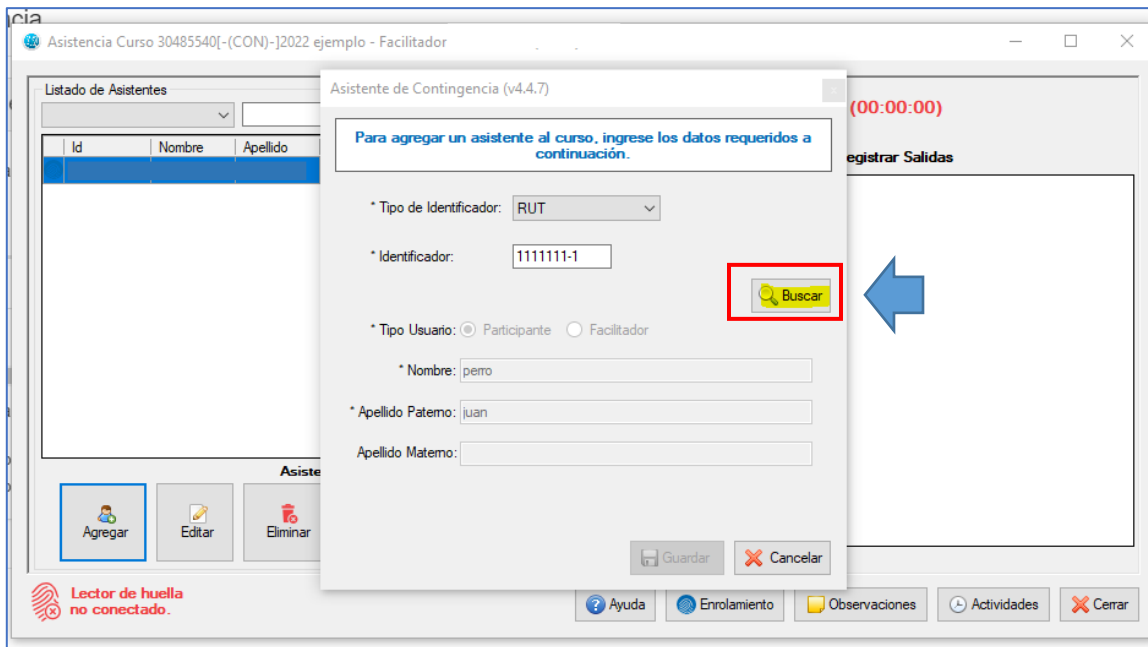 ncia
Asistencia Curso 30485540[-(CON)-]2022 ejemplo - Facilitador
Listado de Asistentes
Id Nombre Apellido
Asiste
Agregar Editar Eliminar
Asistente de Contingencia (v4.4.7)
x
Para agregar un asistente al curso, ingrese los datos requeridos a
continuación.
* Tipo de Identificador: RUT
* Identificador: 1111111-1
Buscar
* Tipo Usuario: Participante Facilitador
* Nombre: perro
* Apellido Paterno: juan
Apellido Materno:
Guardar Cancelar
(00:00:00)
egistrar Salidas
Lector de huella
no conectado.
Ayuda Enrolamiento Observaciones Actividades Cerrar